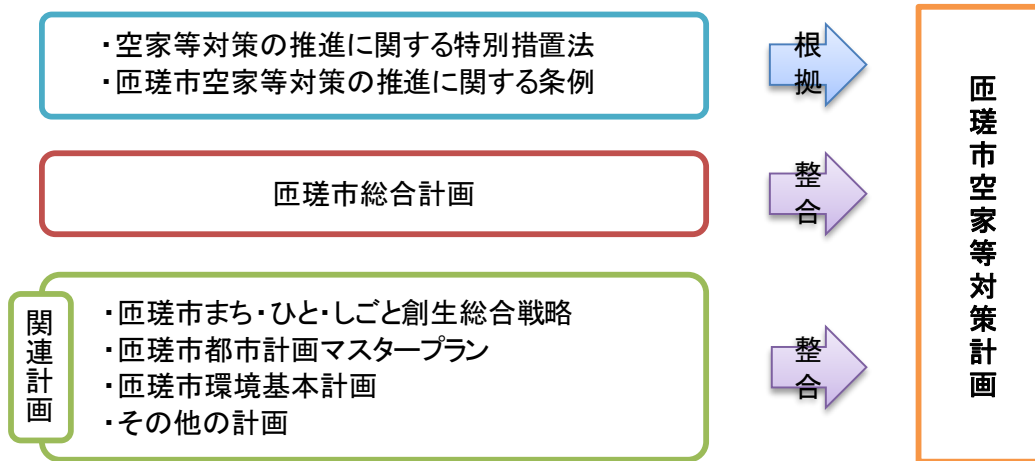 ・空家等対策の推進に関する特別措置法
・匝瑳市空家等対策の推進に関する条例
根拠
匝瑳市総合計画
整合
関連計画
・匝瑳市まち・ひと・しごと創生総合戦略
・匝瑳市都市計画マスタープラン
・匝瑳市環境基本計画
・その他の計画
整合
匝瑳市空家等対策計画